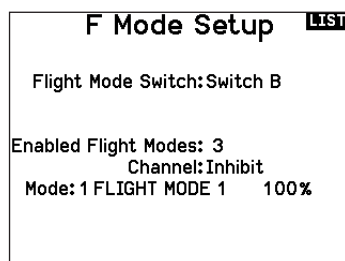 F Mode Setup LIST
Flight Mode Switch:Switch B
Enabled Flight Modes: 3
Channel:Inhibit
Mode: 1 FLIGHT MODE 1 100%